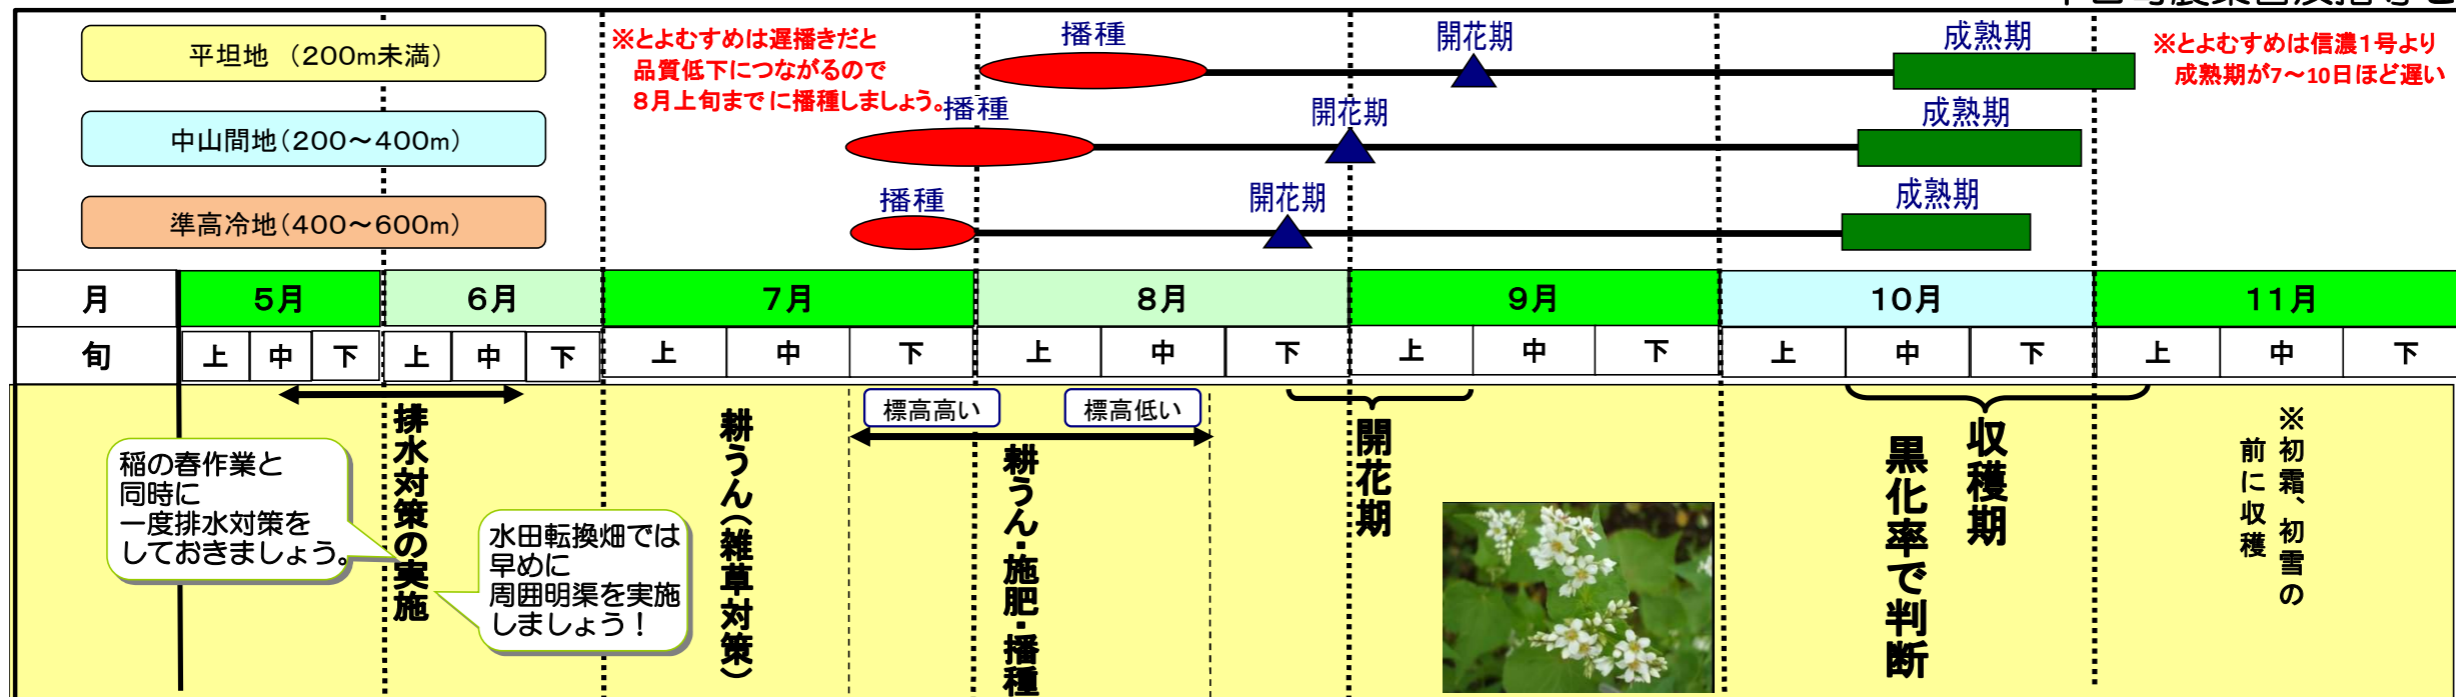 平坦地 （200m未満）
※とよむすめは遅播きだと
品質低下につながるので
8月上旬までに播種しましょう。
播種
開花期
成熟期
※とよむすめは信濃1号より
成熟期が7～10日ほど遅い
中山間地（200～400m）
播種
開花期
成熟期
準高冷地（400～600m）
播種
開花期
成熟期
月 5月 6月 7月 8月 9月 10月 11月
旬 上 中 下 上 中 下 上 中 下 上 中 下 上 中 下 上 中 下 上 中 下
稲の春作業と
同時に
一度排水対策を
しておきましょう。
排水対策の実施
水田転換畑では
早めに
周囲明渠を実施
しましょう！
耕うん（雑草対策）
標高高い
標高低い
耕うん・施肥・播種
開花期
収穫期
黒化率で判断
※初霜、初雪の
前に収穫